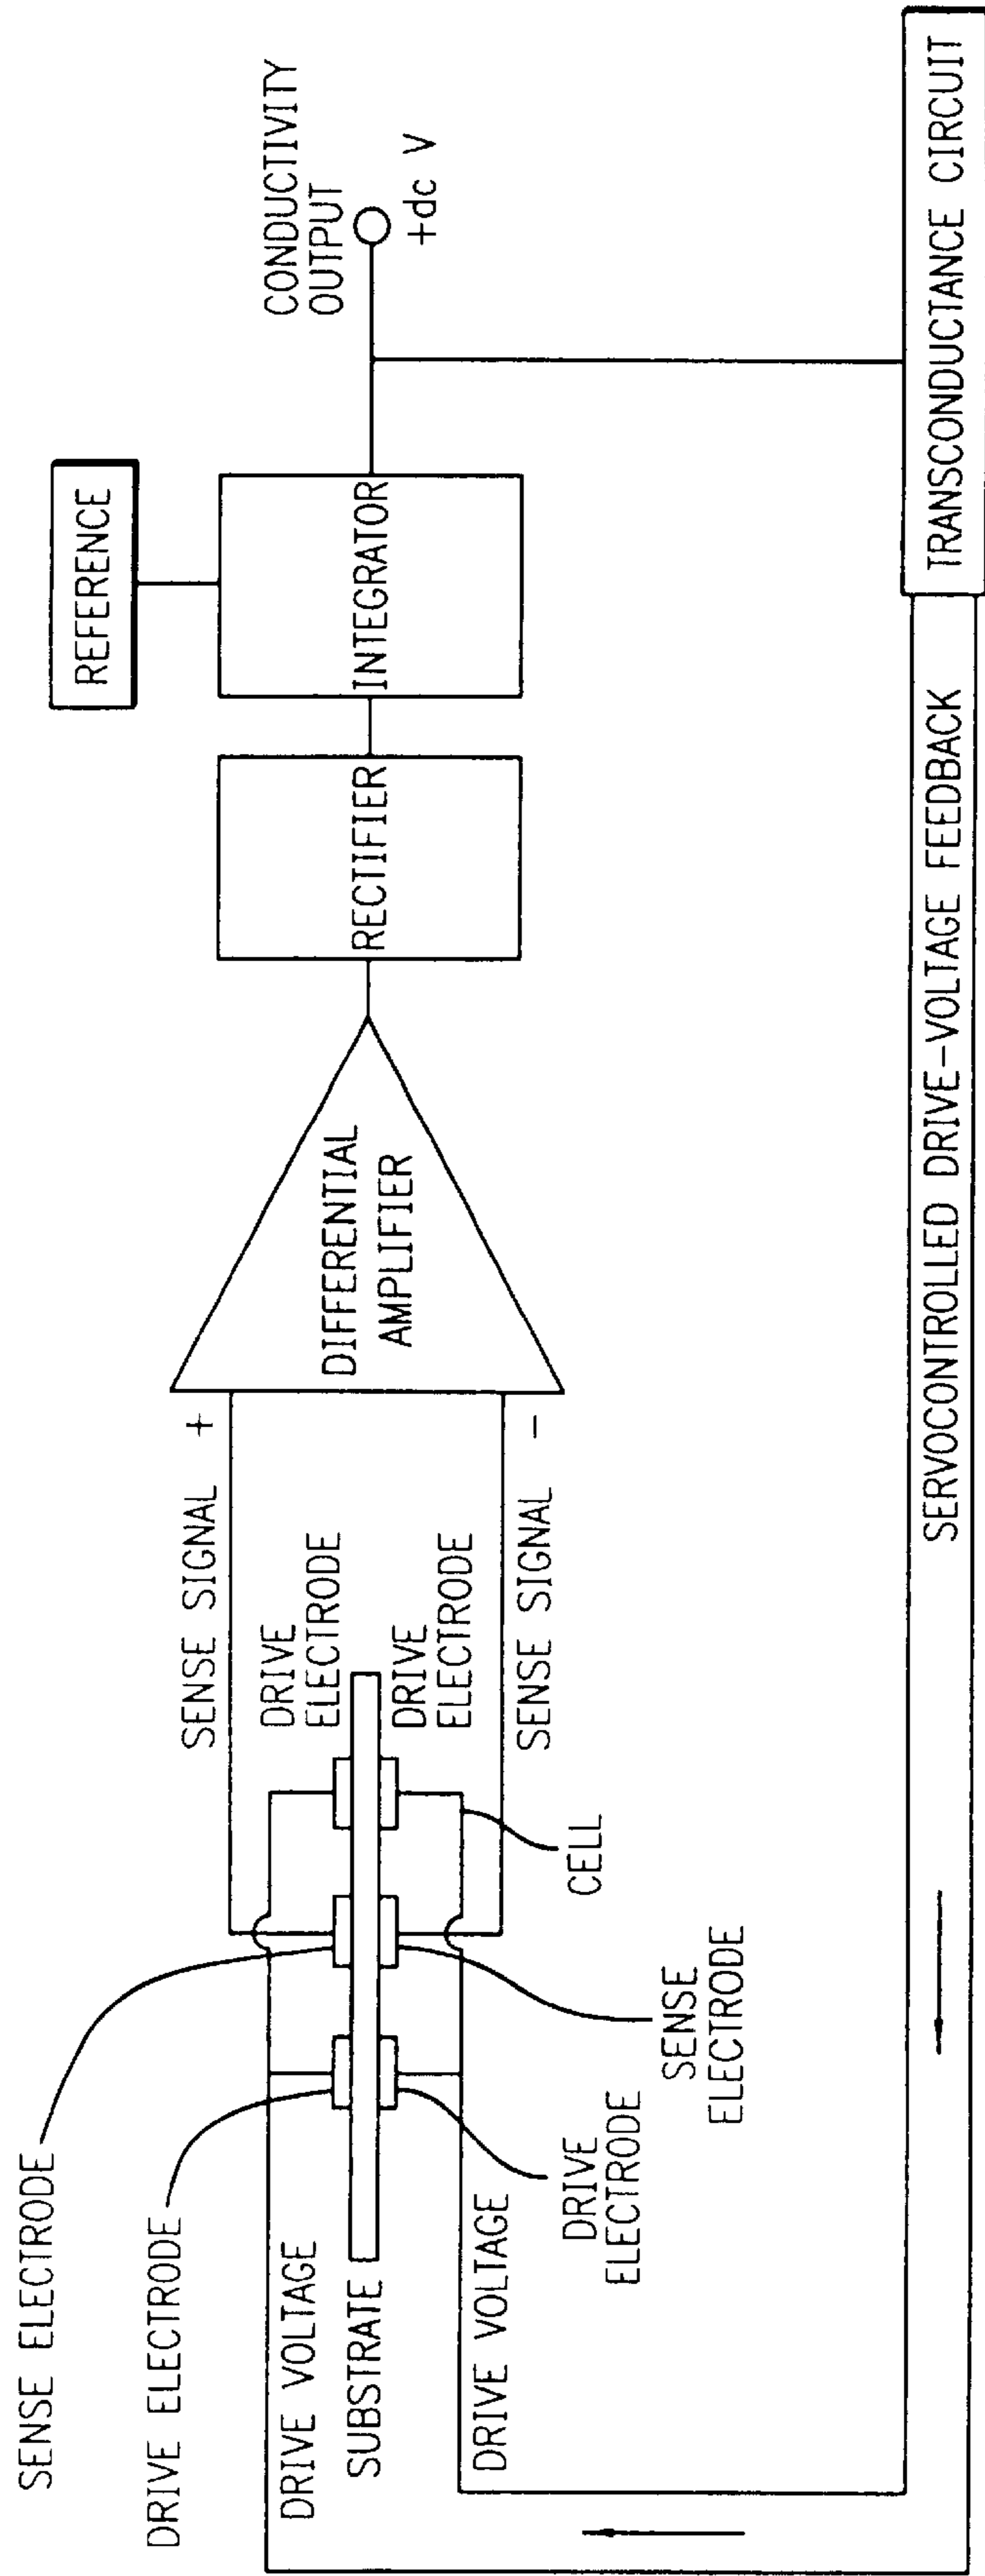 SENSE ELECTRODE
DRIVE ELECTRODE
DRIVE VOLTAGE
SUBSTRATE
DRIVE VOLTAGE
DRIVE
ELECTRODE
SENSE
ELECTRODE
CELL
SENSE SIGNAL +
DRIVE
ELECTRODE
DRIVE
ELECTRODE
SENSE SIGNAL -
DIFFERENTIAL
AMPLIFIER
RECTIFIER
INTEGRATOR
REFERENCE
CONDUCTIVITY
OUTPUT
+dc V
SERVOCONTROLLED DRIVE-VOLTAGE FEEDBACK
TRANSCONDUCTANCE CIRCUIT